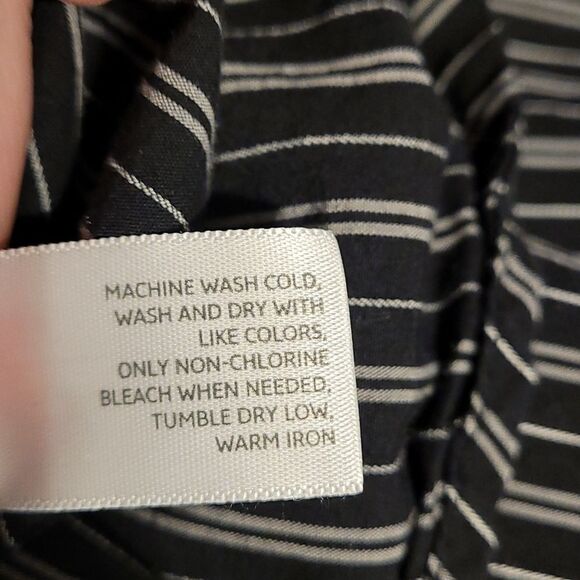 MACHINE WASH COLD,
WASH AND DRY WITH
LIKE COLORS,
ONLY NON-CHLORINE
BLEACH WHEN NEEDED,
TUMBLE DRY LOW,
WARM IRON